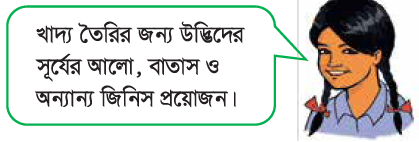 খাদ্য তৈরির জন্য উদ্ভিদের
সূর্যের আলো, বাতাস ও
অন্যান্য জিনিস প্রয়োজন।